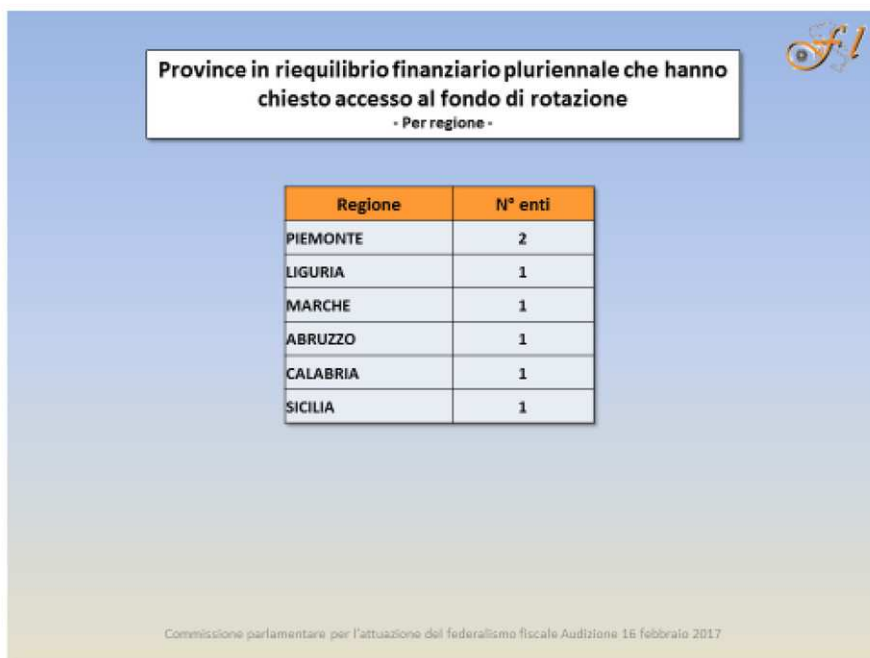 fl
Province in riequilibrio finanziario pluriennale che hanno
chiesto accesso al fondo di rotazione
- Per regione -
Regione N° enti
PIEMONTE 2
LIGURIA 1
MARCHE 1
ABRUZZO 1
CALABRIA 1
SICILIA 1
Commissione parlamentare per l'attuazione del federalismo fiscale Audizione 16 febbraio 2017